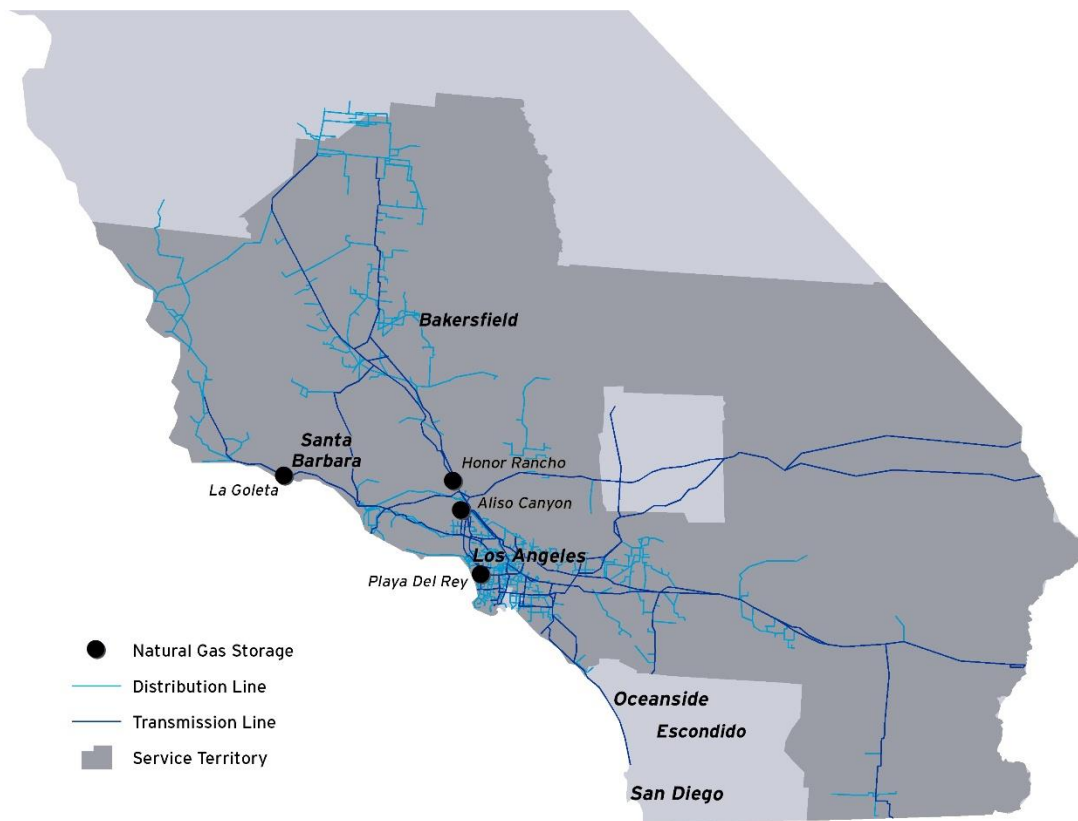 Bakersfield
Santa
Barbara
Honor Rancho
La Goleta
Aliso Canyon
Los Angeles
Playa Del Rey
Natural Gas Storage
Distribution Line
Transmission Line
Service Territory
Oceanside
Escondido
San Diego